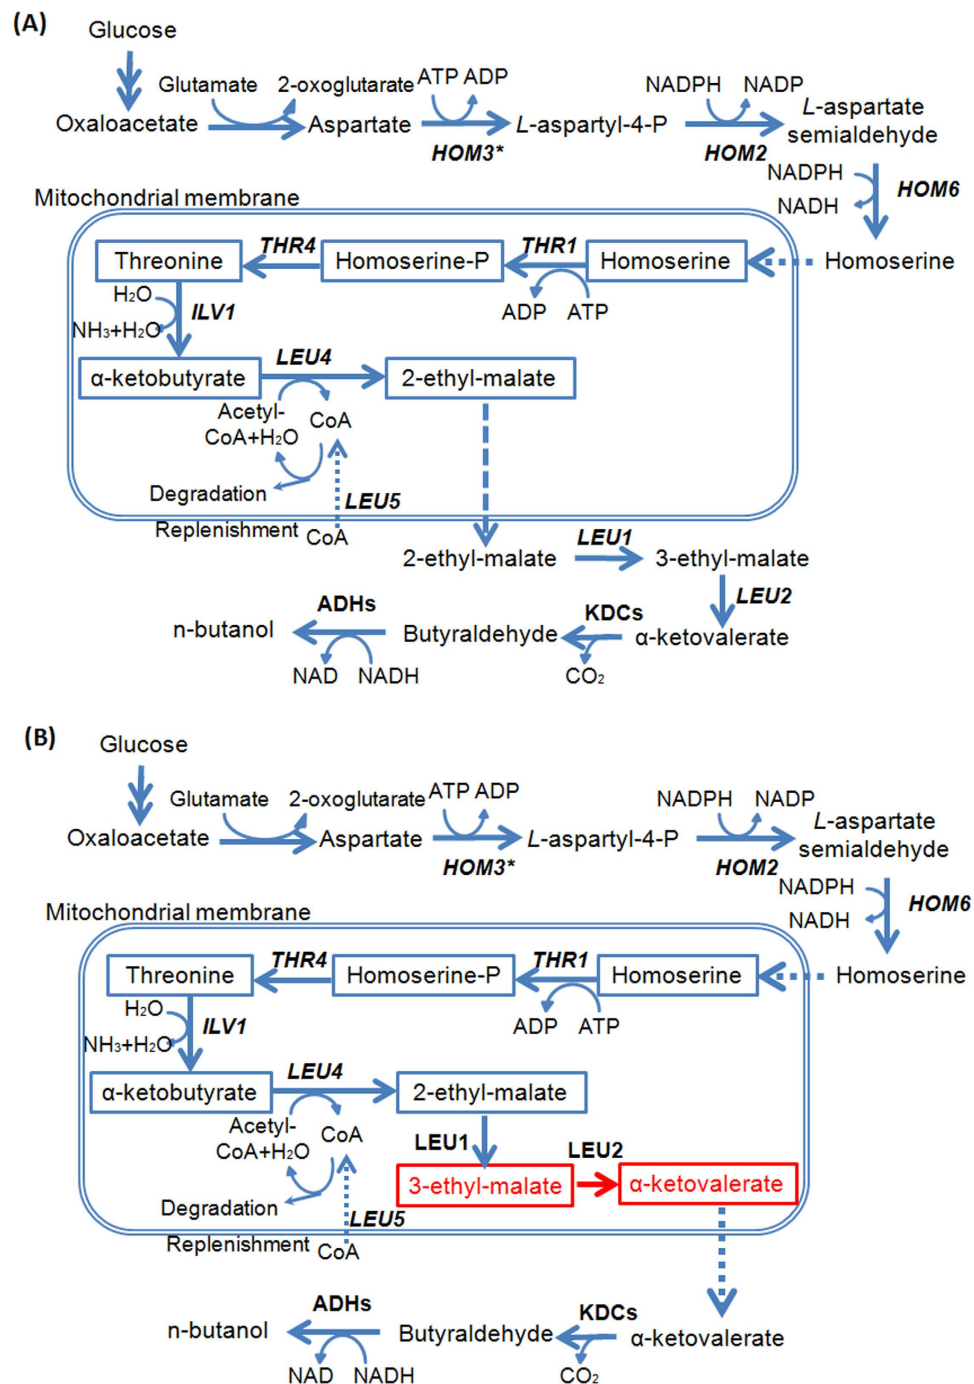 (A)
Glucose
Glutamate 2-oxoglutarate ATP ADP NADPH NADP L-aspartate
Oxaloacetate Aspartate L-aspartyl-4-P semialdehyde
HOM3* HOM2
NADPH HOM6
Mitochondrial membrane NADH
THR4 THR1
Threonine Homoserine-P Homoserine Homoserine
H2O ADP ATP
ILV1
NH3+H2O
LEU4
α-ketobutyrate 2-ethyl-malate
Acetyl-
CoA+H2O CoA
Degradation LEU5
Replenishment CoA
LEU1
2-ethyl-malate 3-ethyl-malate
LEU2
ADHs KDCs
n-butanol Butyraldehyde α-ketovalerate
NAD NADH CO2
(B)
Glucose
Glutamate 2-oxoglutarate ATP ADP NADPH NADP L-aspartate
Oxaloacetate Aspartate L-aspartyl-4-P semialdehyde
HOM3* HOM2
NADPH HOM6
Mitochondrial membrane NADH
THR4 THR1
Threonine Homoserine-P Homoserine Homoserine
H2O ADP ATP
ILV1
NH3+H2O
LEU4
α-ketobutyrate 2-ethyl-malate
Acetyl-
CoA+H2O CoA LEU1 LEU2
3-ethyl-malate α-ketovalerate
Degradation LEU5
Replenishment CoA
ADHs KDCs
n-butanol Butyraldehyde α-ketovalerate
NAD NADH CO2